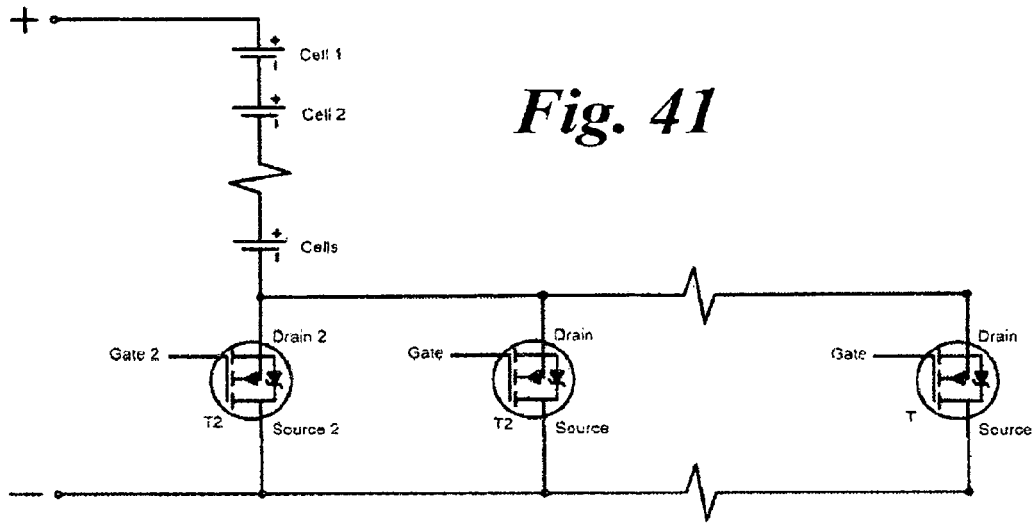 +
Cell 1
Fig. 41
Cell 2
Cells
Drain 2
Drain
Drain
Gate 2
Gate
Gate
T2
T2
T
Source 2
Source
Source